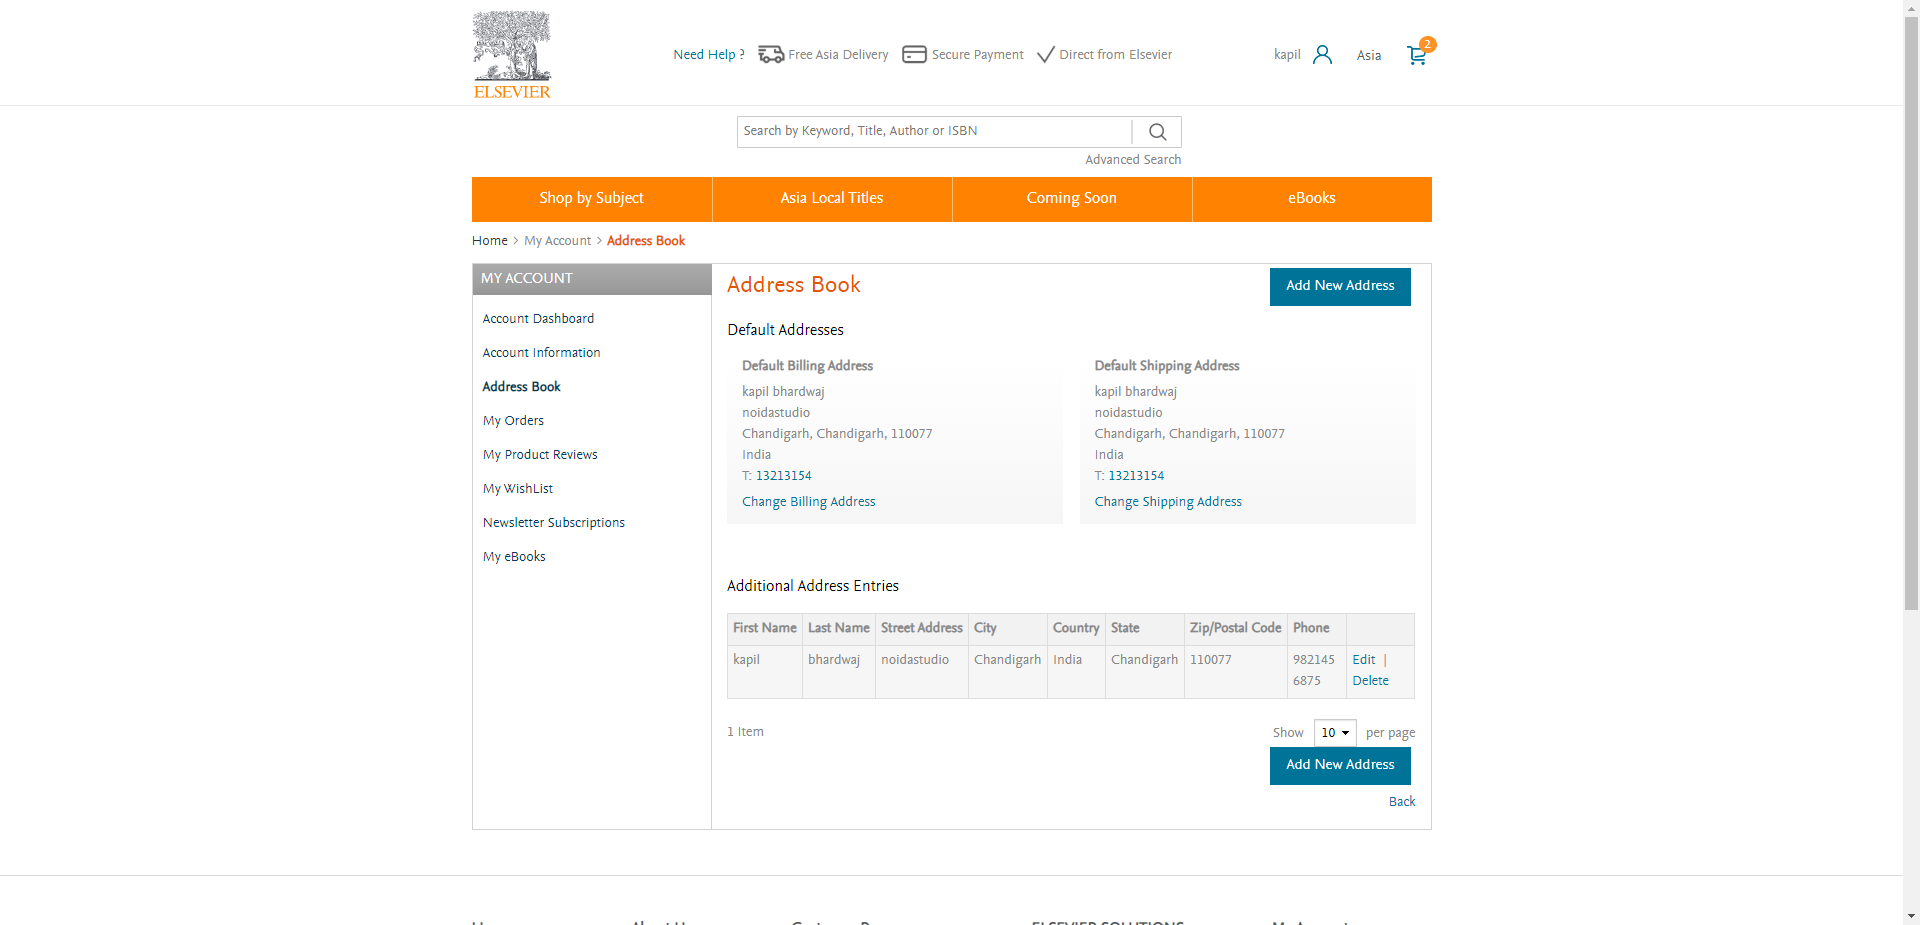 ELSEVIER
Need Help ? Free Asia Delivery Secure Payment Direct from Elsevier kapil Asia 2
Search by Keyword, Title, Author or ISBN
Advanced Search
Shop by Subject Asia Local Titles Coming Soon eBooks
Home > My Account > Address Book
MY ACCOUNT
Account Dashboard
Account Information
Address Book
My Orders
My Product Reviews
My WishList
Newsletter Subscriptions
My eBooks
Address Book
Add New Address
Default Addresses
Default Billing Address
kapil bhardwaj
noidastudio
Chandigarh, Chandigarh, 110077
India
T: 13213154
Change Billing Address
Default Shipping Address
kapil bhardwaj
noidastudio
Chandigarh, Chandigarh, 110077
India
T: 13213154
Change Shipping Address
Additional Address Entries
First Name Last Name Street Address City Country State Zip/Postal Code Phone
kapil bhardwaj noidastudio Chandigarh India Chandigarh 110077 982145 Edit |
6875 Delete
1 Item
Show 10 per page
Add New Address
Back
ELSEVIER SOLUTIONS